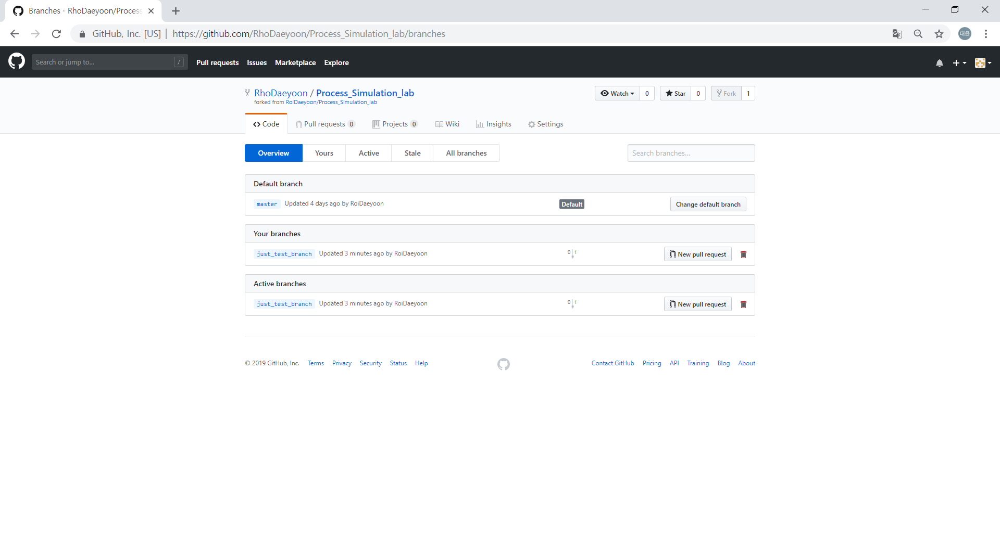 Branches · RhoDaeyoon/Proces
GitHub, Inc. [US] | https://github.com/RhoDaeyoon/Process_Simulation_lab/branches 대윤
Search or jump to... / Pull requests Issues Marketplace Explore
RhoDaeyoon / Process_Simulation_lab Watch 0 Star 0 Fork 1
forked from RoiDaeyoon/Process_Simulation_lab
Code Pull requests 0 Projects 0 Wiki Insights Settings
Overview Yours Active Stale All branches Search branches...
Default branch
master Updated 4 days ago by RoiDaeyoon Default Change default branch
Your branches
just_test_branch Updated 3 minutes ago by RoiDaeyoon 0 | 1 New pull request
Active branches
just_test_branch Updated 3 minutes ago by RoiDaeyoon 0 | 1 New pull request
© 2019 GitHub, Inc. Terms Privacy Security Status Help Contact GitHub Pricing API Training Blog About